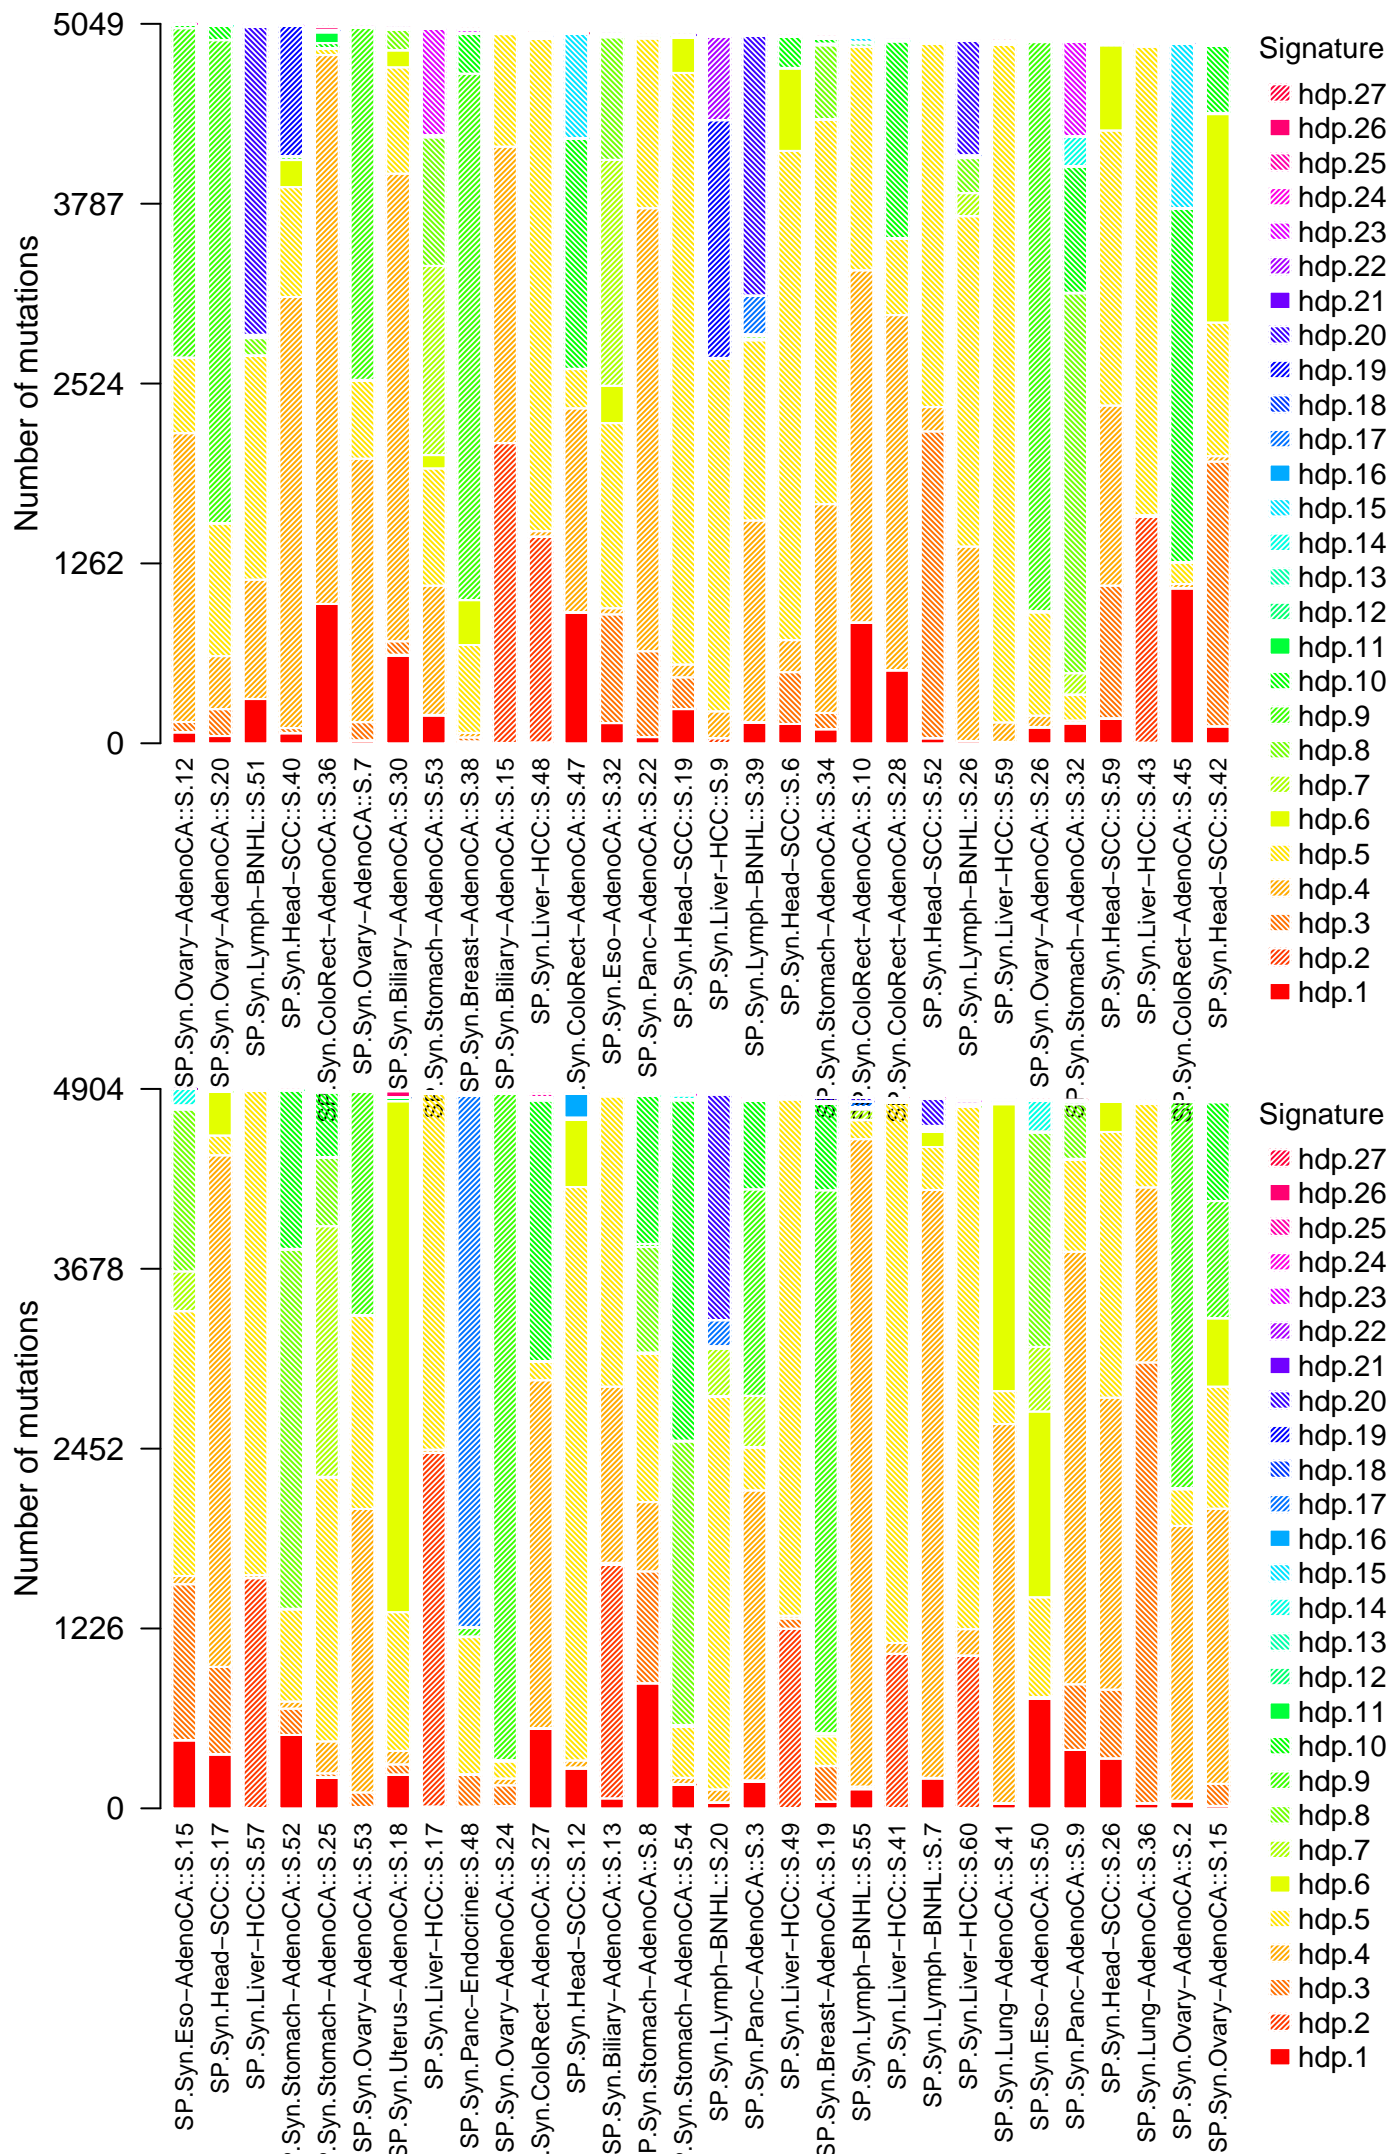 5049
3787
2524
1262
0
Number of mutations
SP.Syn.Ovary−AdenoCA::S.12
SP.Syn.Ovary−AdenoCA::S.20
SP.Syn.Lymph−BNHL::S.51
SP.Syn.Head−SCC::S.40
SP.Syn.ColoRect−AdenoCA::S.36
SP.Syn.Ovary−AdenoCA::S.7
SP.Syn.Biliary−AdenoCA::S.30
SP.Syn.Stomach−AdenoCA::S.53
SP.Syn.Breast−AdenoCA::S.38
SP.Syn.Biliary−AdenoCA::S.15
SP.Syn.Liver−HCC::S.48
.Syn.ColoRect−AdenoCA::S.47
SP.Syn.Eso−AdenoCA::S.32
SP.Syn.Panc−AdenoCA::S.22
SP.Syn.Head−SCC::S.19
SP.Syn.Liver−HCC::S.9
SP.Syn.Lymph−BNHL::S.39
SP.Syn.Head−SCC::S.6
SP.Syn.Stomach−AdenoCA::S.34
SP.Syn.ColoRect−AdenoCA::S.10
SP.Syn.ColoRect−AdenoCA::S.28
SP.Syn.Head−SCC::S.52
SP.Syn.Lymph−BNHL::S.26
SP.Syn.Liver−HCC::S.59
SP.Syn.Ovary−AdenoCA::S.26
SP.Syn.Stomach−AdenoCA::S.32
SP.Syn.Head−SCC::S.59
SP.Syn.Liver−HCC::S.43
SP.Syn.ColoRect−AdenoCA::S.45
SP.Syn.Head−SCC::S.42
Signature
hdp.27
hdp.26
hdp.25
hdp.24
hdp.23
hdp.22
hdp.21
hdp.20
hdp.19
hdp.18
hdp.17
hdp.16
hdp.15
hdp.14
hdp.13
hdp.12
hdp.11
hdp.10
hdp.9
hdp.8
hdp.7
hdp.6
hdp.5
hdp.4
hdp.3
hdp.2
hdp.1
4904
3678
2452
1226
0
Number of mutations
SP.Syn.Eso−AdenoCA::S.15
SP.Syn.Head−SCC::S.17
SP.Syn.Liver−HCC::S.57
P.Syn.Stomach−AdenoCA::S.52
P.Syn.Stomach−AdenoCA::S.25
SP.Syn.Ovary−AdenoCA::S.53
SP.Syn.Uterus−AdenoCA::S.18
SP.Syn.Liver−HCC::S.17
SP.Syn.Panc−Endocrine::S.48
SP.Syn.Ovary−AdenoCA::S.24
.Syn.ColoRect−AdenoCA::S.27
SP.Syn.Head−SCC::S.12
SP.Syn.Biliary−AdenoCA::S.13
P.Syn.Stomach−AdenoCA::S.8
P.Syn.Stomach−AdenoCA::S.54
SP.Syn.Lymph−BNHL::S.20
SP.Syn.Panc−AdenoCA::S.3
SP.Syn.Liver−HCC::S.49
SP.Syn.Breast−AdenoCA::S.19
SP.Syn.Lymph−BNHL::S.55
SP.Syn.Liver−HCC::S.41
SP.Syn.Lymph−BNHL::S.7
SP.Syn.Liver−HCC::S.60
SP.Syn.Lung−AdenoCA::S.41
SP.Syn.Eso−AdenoCA::S.50
SP.Syn.Panc−AdenoCA::S.9
SP.Syn.Head−SCC::S.26
SP.Syn.Lung−AdenoCA::S.36
SP.Syn.Ovary−AdenoCA::S.2
SP.Syn.Ovary−AdenoCA::S.15
Signature
hdp.27
hdp.26
hdp.25
hdp.24
hdp.23
hdp.22
hdp.21
hdp.20
hdp.19
hdp.18
hdp.17
hdp.16
hdp.15
hdp.14
hdp.13
hdp.12
hdp.11
hdp.10
hdp.9
hdp.8
hdp.7
hdp.6
hdp.5
hdp.4
hdp.3
hdp.2
hdp.1